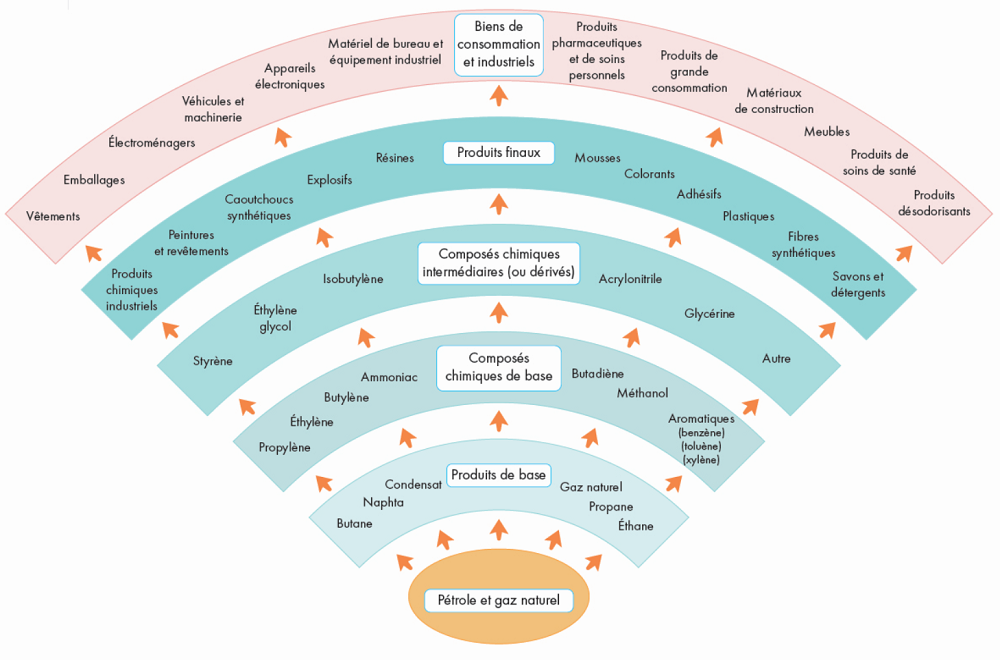 Biens de
consommation
et industriels
Vêtements
Emballages
Électroménagers
Véhicules et
machinerie
Appareils
électroniques
Matériel de bureau et
équipement industriel
Produits
pharmaceutiques
et de soins
personnels
Produits de
grande
consommation
Matériaux
de construction
Meubles
Produits de
soins de santé
Produits
désodorisants
Produits finaux
Produits
chimiques
industriels
Peintures
et revêtements
Caoutchoucs
synthétiques
Explosifs
Résines
Mousses
Colorants
Adhésifs
Plastiques
Fibres
synthétiques
Savons et
détergents
Composés chimiques
intermédiaires (ou dérivés)
Styrène
Éthylène
glycol
Isobutylène
Acrylonitrile
Glycérine
Autre
Composés
chimiques de base
Propylène
Éthylène
Butylène
Ammoniac
Butadiène
Méthanol
Aromatiques
(benzène)
(toluène)
(xylène)
Produits de base
Butane
Naphta
Condensat
Gaz naturel
Propane
Éthane
Pétrole et gaz naturel